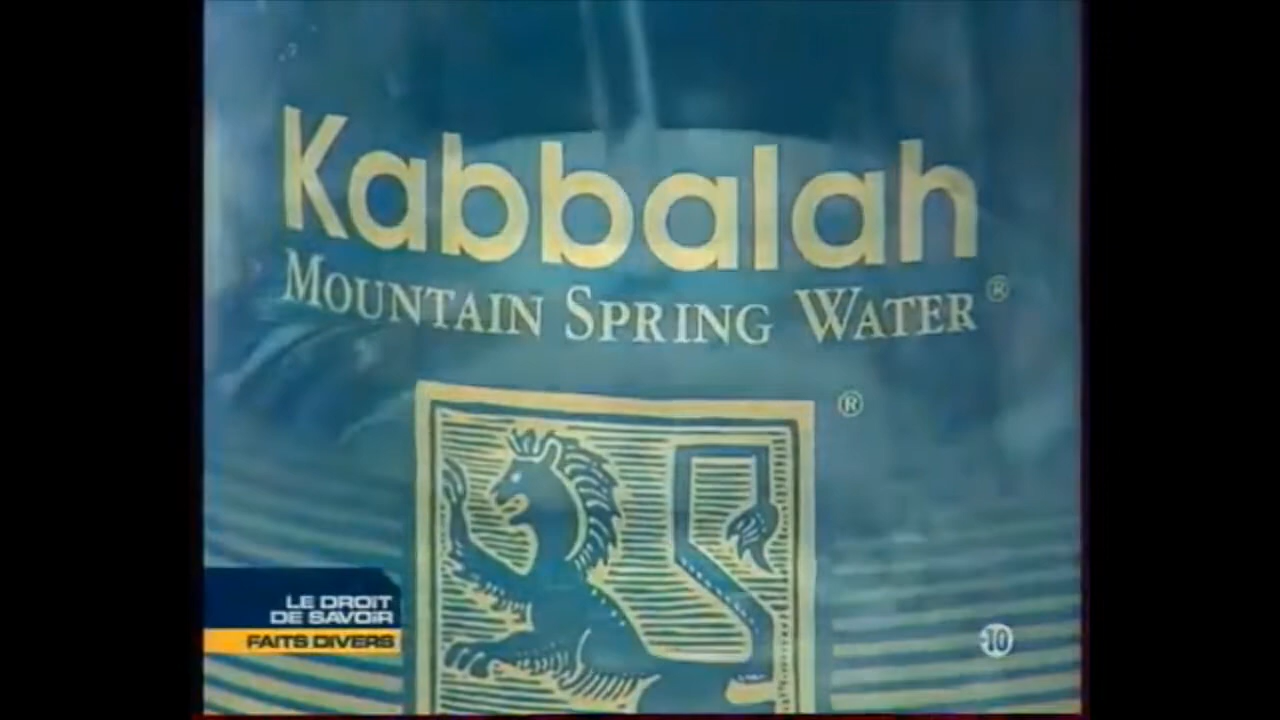 Kabbalah
MOUNTAIN SPRING WATER®
®
LE DROIT
DE SAVOIR
FAITS DIVERS
-10